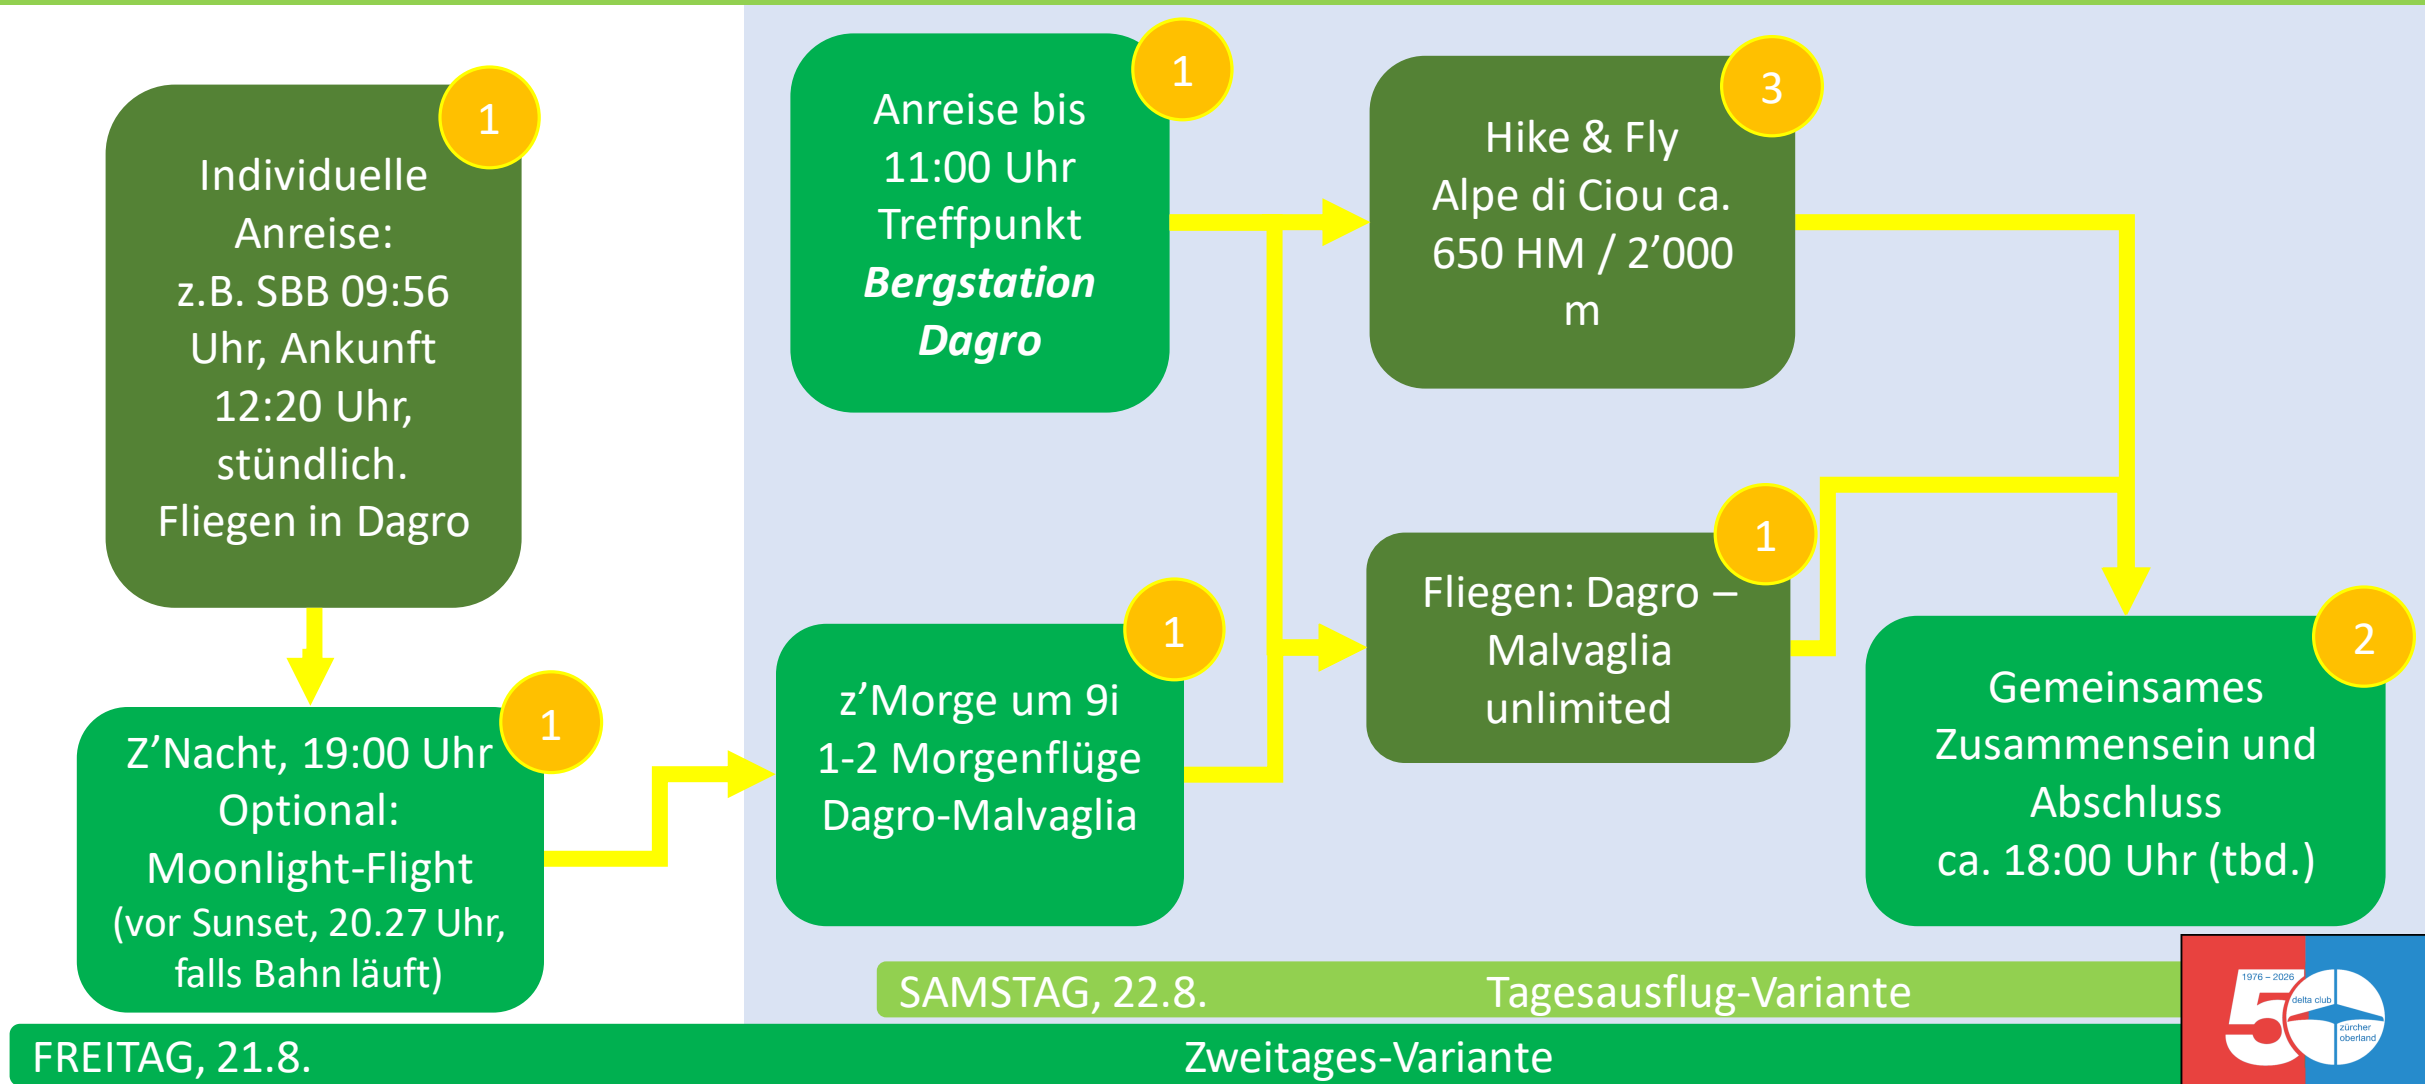 1
Individuelle
Anreise:
z.B. SBB 09:56
Uhr, Ankunft
12:20 Uhr,
stündlich.
Fliegen in Dagro
1
Z’Nacht, 19:00 Uhr
Optional:
Moonlight-Flight
(vor Sunset, 20.27 Uhr,
falls Bahn läuft)
1
Anreise bis
11:00 Uhr
Treffpunkt
Bergstation
Dagro
1
z’Morge um 9i
1-2 Morgenflüge
Dagro-Malvaglia
3
Hike & Fly
Alpe di Ciou ca.
650 HM / 2’000
m
1
Fliegen: Dagro –
Malvaglia
unlimited
2
Gemeinsames
Zusammensein und
Abschluss
ca. 18:00 Uhr (tbd.)
SAMSTAG, 22.8. Tagesausflug-Variante
FREITAG, 21.8. Zweitages-Variante
1976 – 2026
50
delta club
zürcher
oberland